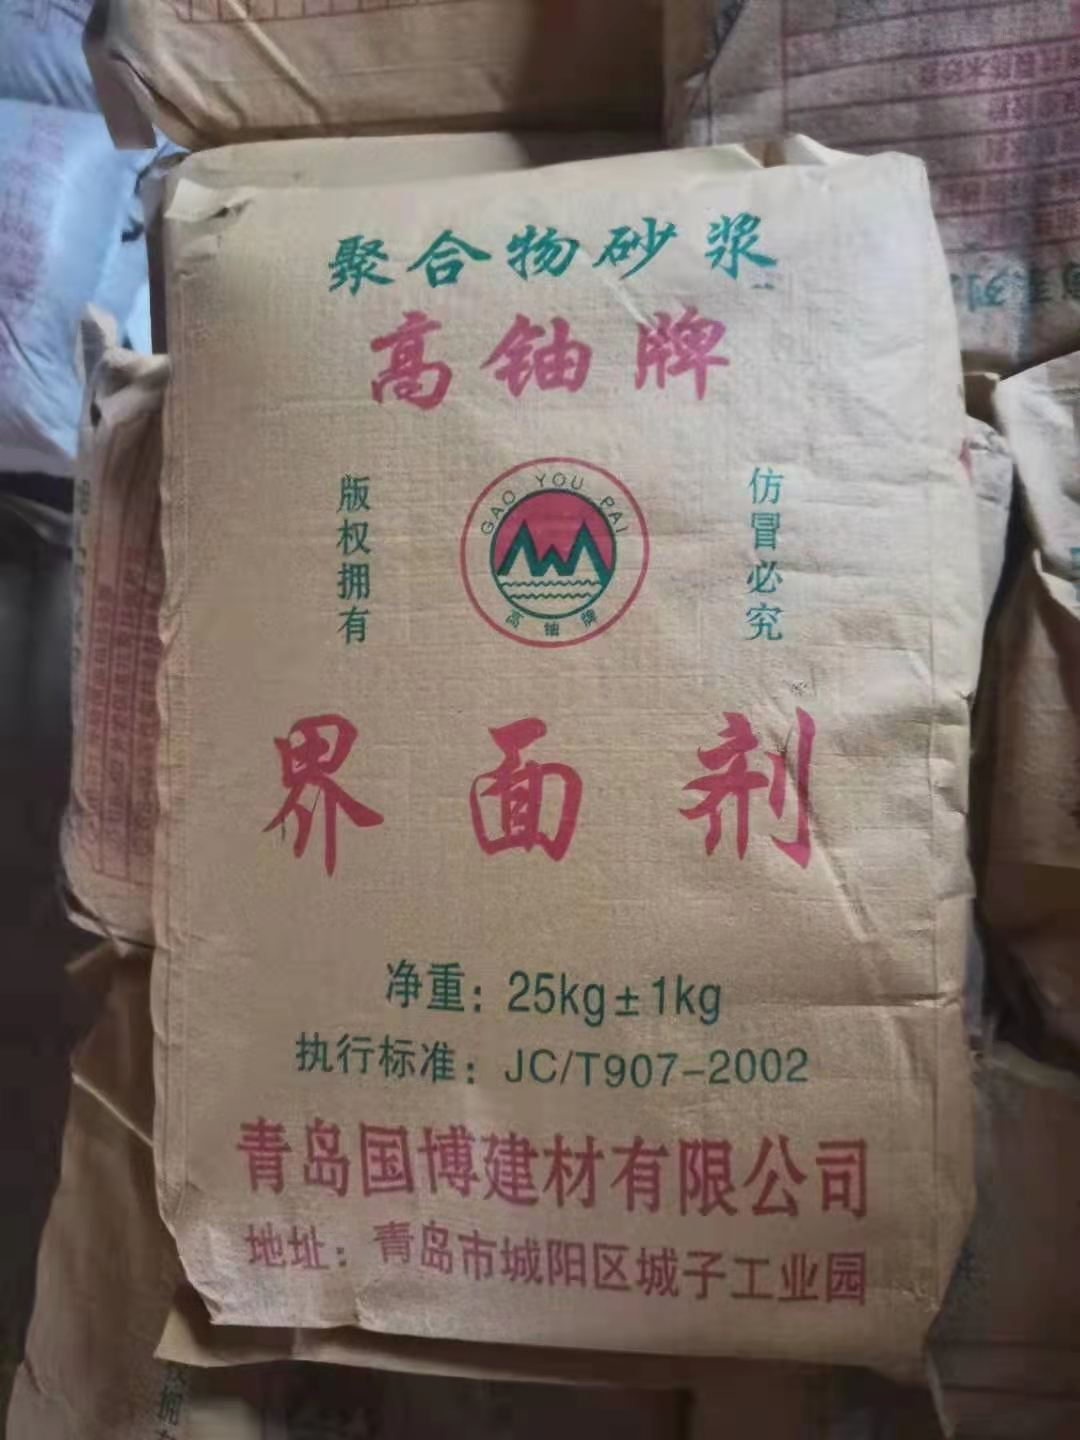 聚合物砂浆
高铀牌
版权拥有
仿冒必究
GAO YOU PAI
高铀牌
界面剂
净重：25kg±1kg
执行标准：JC/T907-2002
青岛国博建材有限公司
地址：青岛市城阳区城子工业园